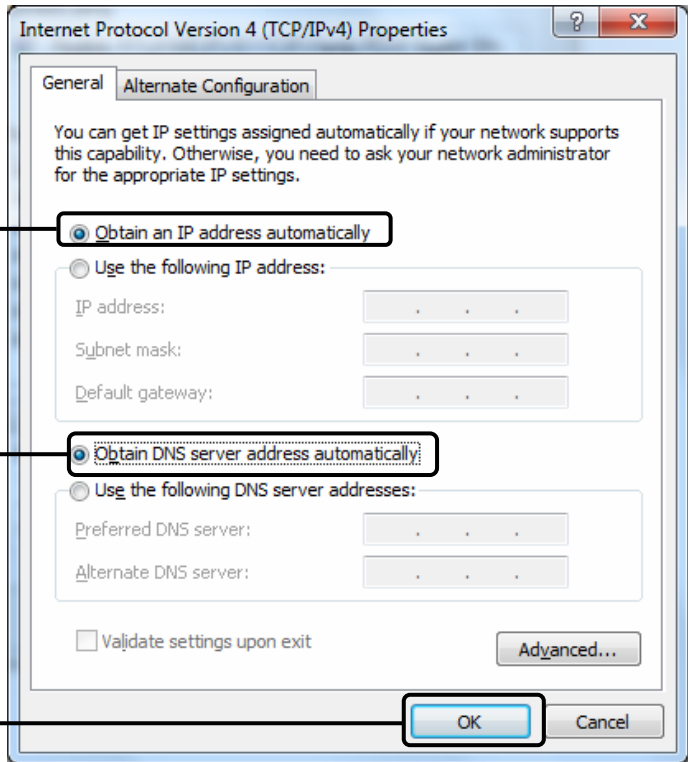 Internet Protocol Version 4 (TCP/IPv4) Properties
?
General
Alternate Configuration
You can get IP settings assigned automatically if your network supports
this capability. Otherwise, you need to ask your network administrator
for the appropriate IP settings.
Obtain an IP address automatically
Use the following IP address:
IP address:
Subnet mask:
Default gateway:
Obtain DNS server address automatically
Use the following DNS server addresses:
Preferred DNS server:
Alternate DNS server:
Validate settings upon exit
Advanced...
OK
Cancel